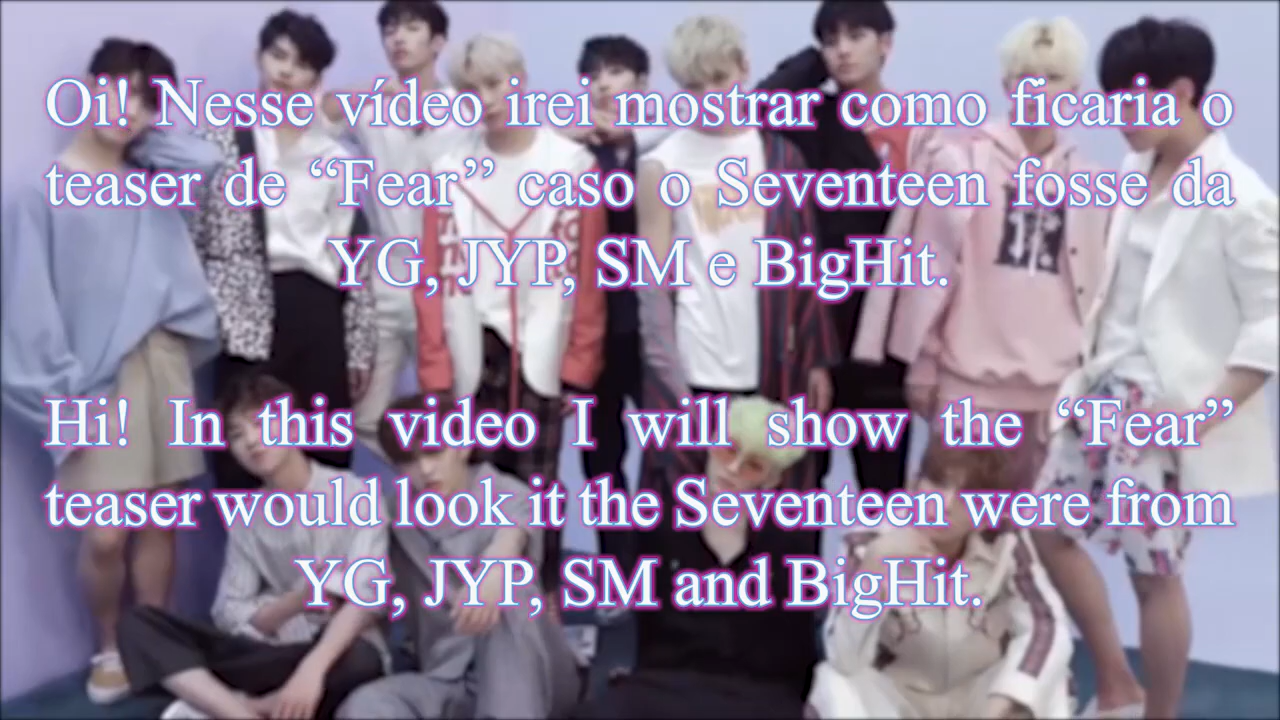 Oi! Nesse vídeo irei mostrar como ficaria o
teaser de “Fear” caso o Seventeen fosse da
YG, JYP, SM e BigHit.
Hi! In this video I will show the “Fear”
teaser would look it the Seventeen were from
YG, JYP, SM and BigHit.